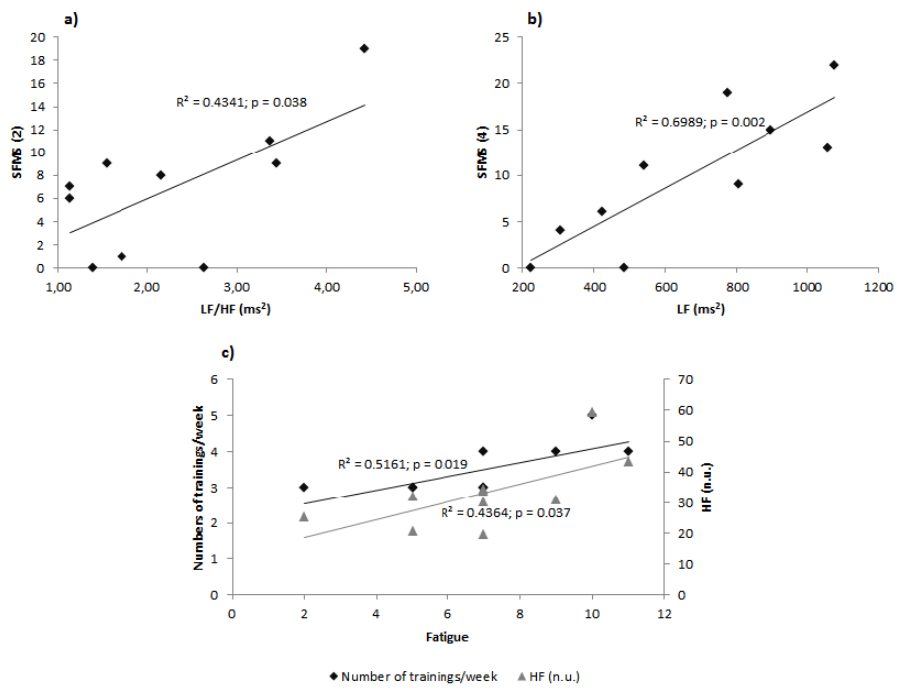 a)
20
18
16
14
12
10
8
6
4
2
0
SFMS (2)
R² = 0.4341; p = 0.038
1,00 2,00 3,00 4,00 5,00
LF/HF (ms²)
b)
25
20
15
10
5
0
SFMS (4)
R² = 0.6989; p = 0.002
200 400 600 800 1000 1200
LF (ms²)
c)
6
5
4
3
2
1
0
Numbers of trainings/week
R² = 0.5161; p = 0.019
R² = 0.4364; p = 0.037
70
60
50
40
30
20
10
0
HF (n.u.)
0 2 4 6 8 10 12
Fatigue
Number of trainings/week HF (n.u.)